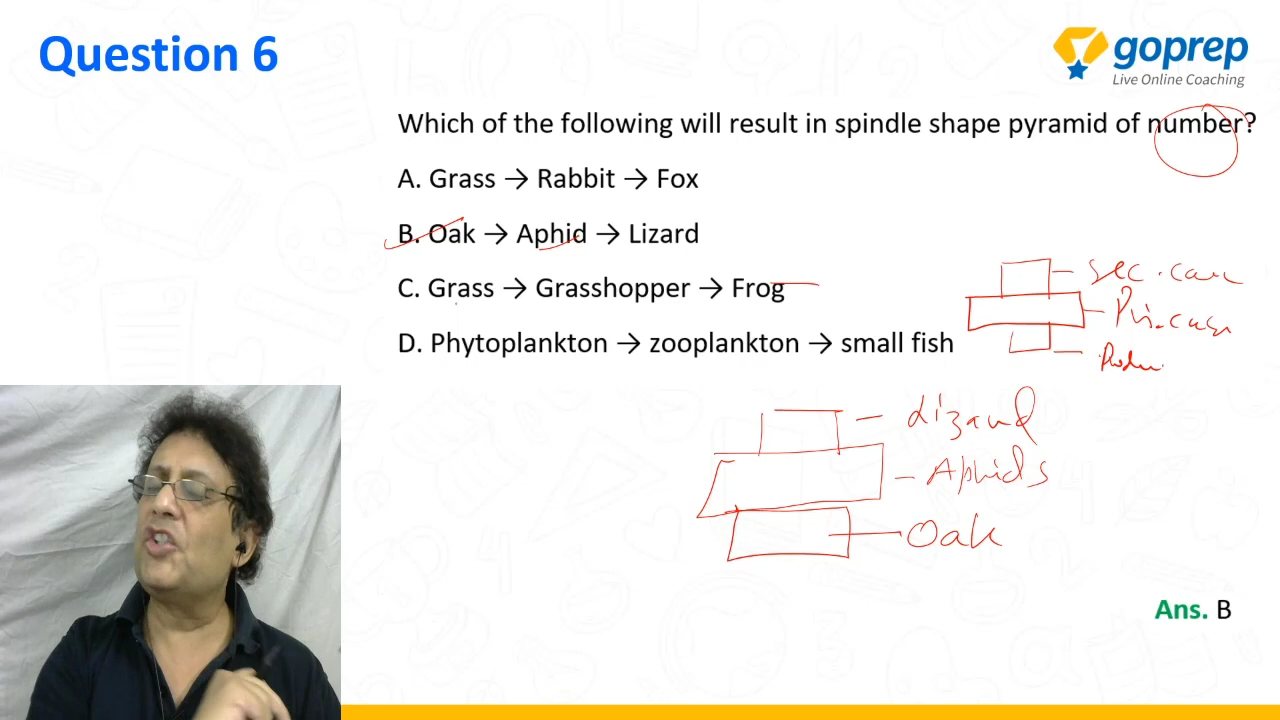 Question 6
goprep
Live Online Coaching
Which of the following will result in spindle shape pyramid of number?
A. Grass → Rabbit → Fox
B. Oak → Aphid → Lizard
C. Grass → Grasshopper → Frog
D. Phytoplankton → zooplankton → small fish
Sec.
Lizard
Aphids
Oak
Ans. B